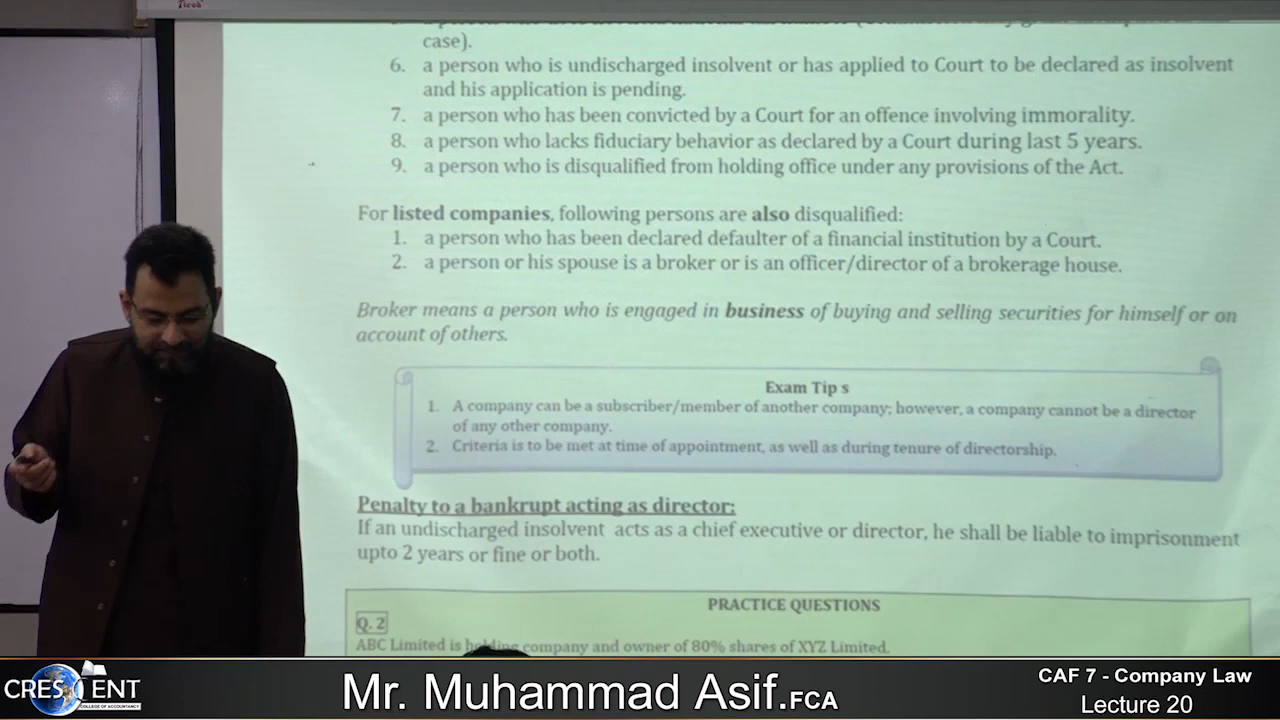 case).
6. a person who is undischarged insolvent or has applied to Court to be declared as insolvent
and his application is pending.
7. a person who has been convicted by a Court for an offence involving immorality.
8. a person who lacks fiduciary behavior as declared by a Court during last 5 years.
9. a person who is disqualified from holding office under any provisions of the Act.
For listed companies, following persons are also disqualified:
1. a person who has been declared defaulter of a financial institution by a Court.
2. a person or his spouse is a broker or is an officer/director of a brokerage house.
Broker means a person who is engaged in business of buying and selling securities for himself or on
account of others.
Exam Tip s
1. A company can be a subscriber/member of another company; however, a company cannot be a director
of any other company.
2. Criteria is to be met at time of appointment, as well as during tenure of directorship.
Penalty to a bankrupt acting as director:
If an undischarged insolvent acts as a chief executive or director, he shall be liable to imprisonment
upto 2 years or fine or both.
PRACTICE QUESTIONS
Q. 2
ABC Limited is holding company and owner of 80% shares of XYZ Limited.
CRESCENT
COLLEGE OF ACCOUNTANCY
Mr. Muhammad Asif.FCA
CAF 7 - Company Law
Lecture 20